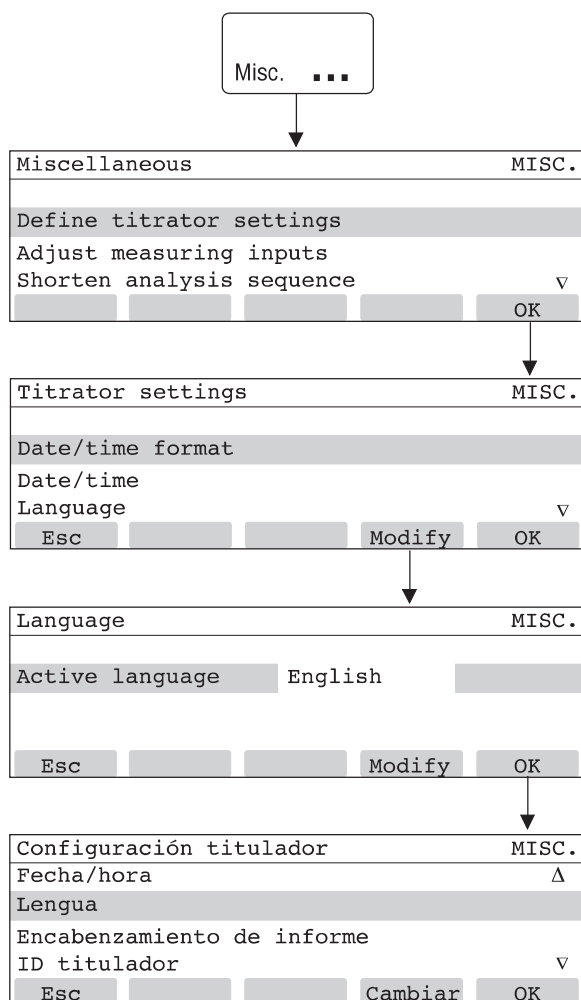 Misc. ...
Miscellaneous MISC.
Define titrator settings
Adjust measuring inputs
Shorten analysis sequence ∇
OK
Titrator settings MISC.
Date/time format
Date/time
Language ∇
Esc Modify OK
Language MISC.
Active language English
Esc Modify OK
Configuración titulador MISC.
Fecha/hora Δ
Lengua
Encabenzamiento de informe
ID titulador ∇
Esc Cambiar OK